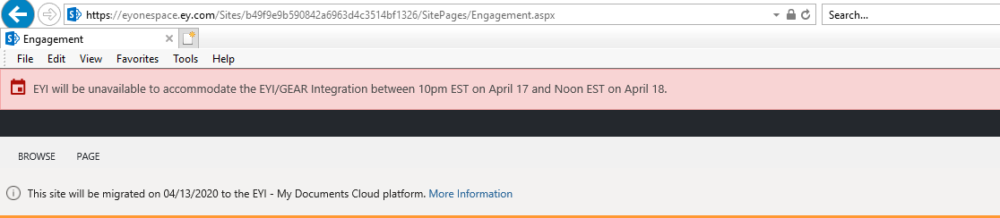 https://eyonespace.ey.com/Sites/b49f9e9b590842a6963d4c3514bf1326/SitePages/Engagement.aspx
Search...
Engagement
File Edit View Favorites Tools Help
EYI will be unavailable to accommodate the EYI/GEAR Integration between 10pm EST on April 17 and Noon EST on April 18.
BROWSE PAGE
This site will be migrated on 04/13/2020 to the EYI - My Documents Cloud platform. More Information